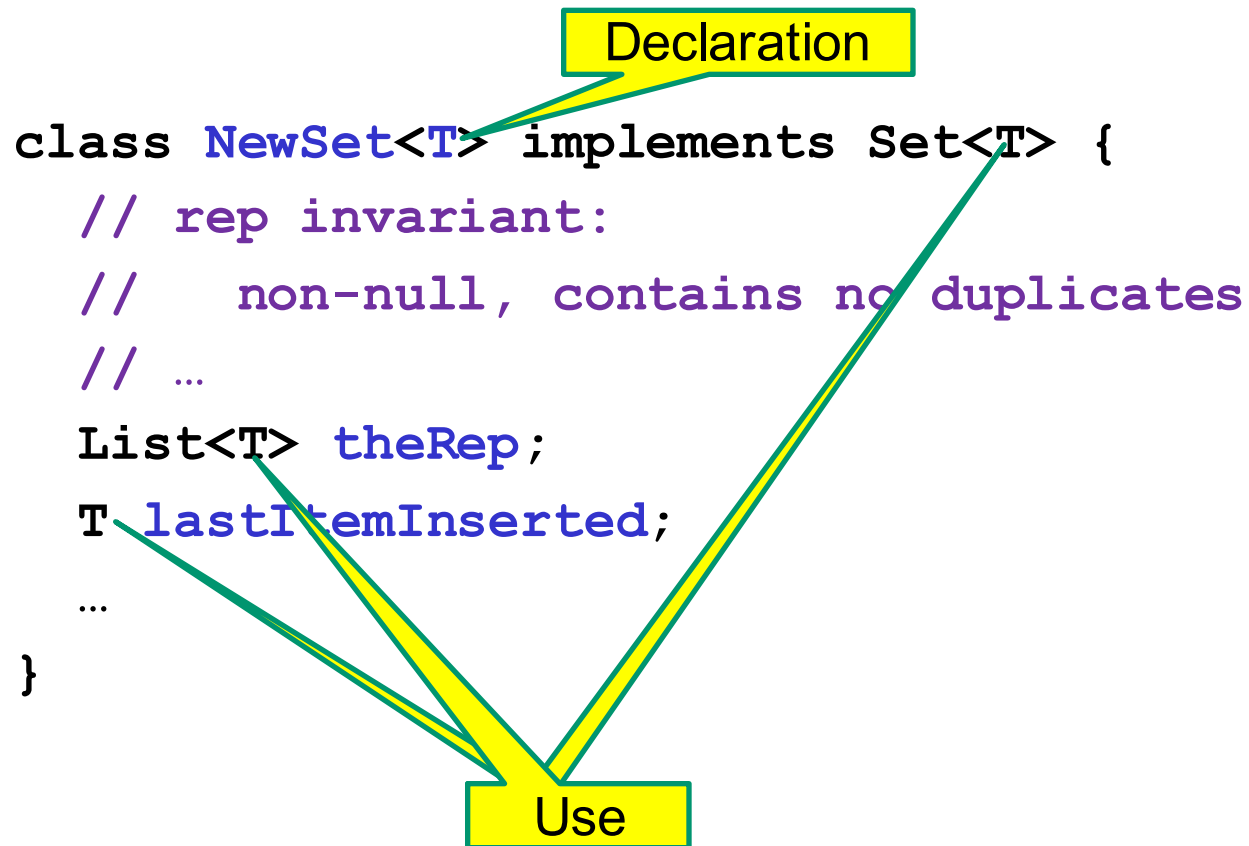 Declaration
class NewSet<T> implements Set<T> {
// rep invariant:
//   non-null, contains no duplicates
// …
List<T> theRep;
T lastItemInserted;
…
}
Use